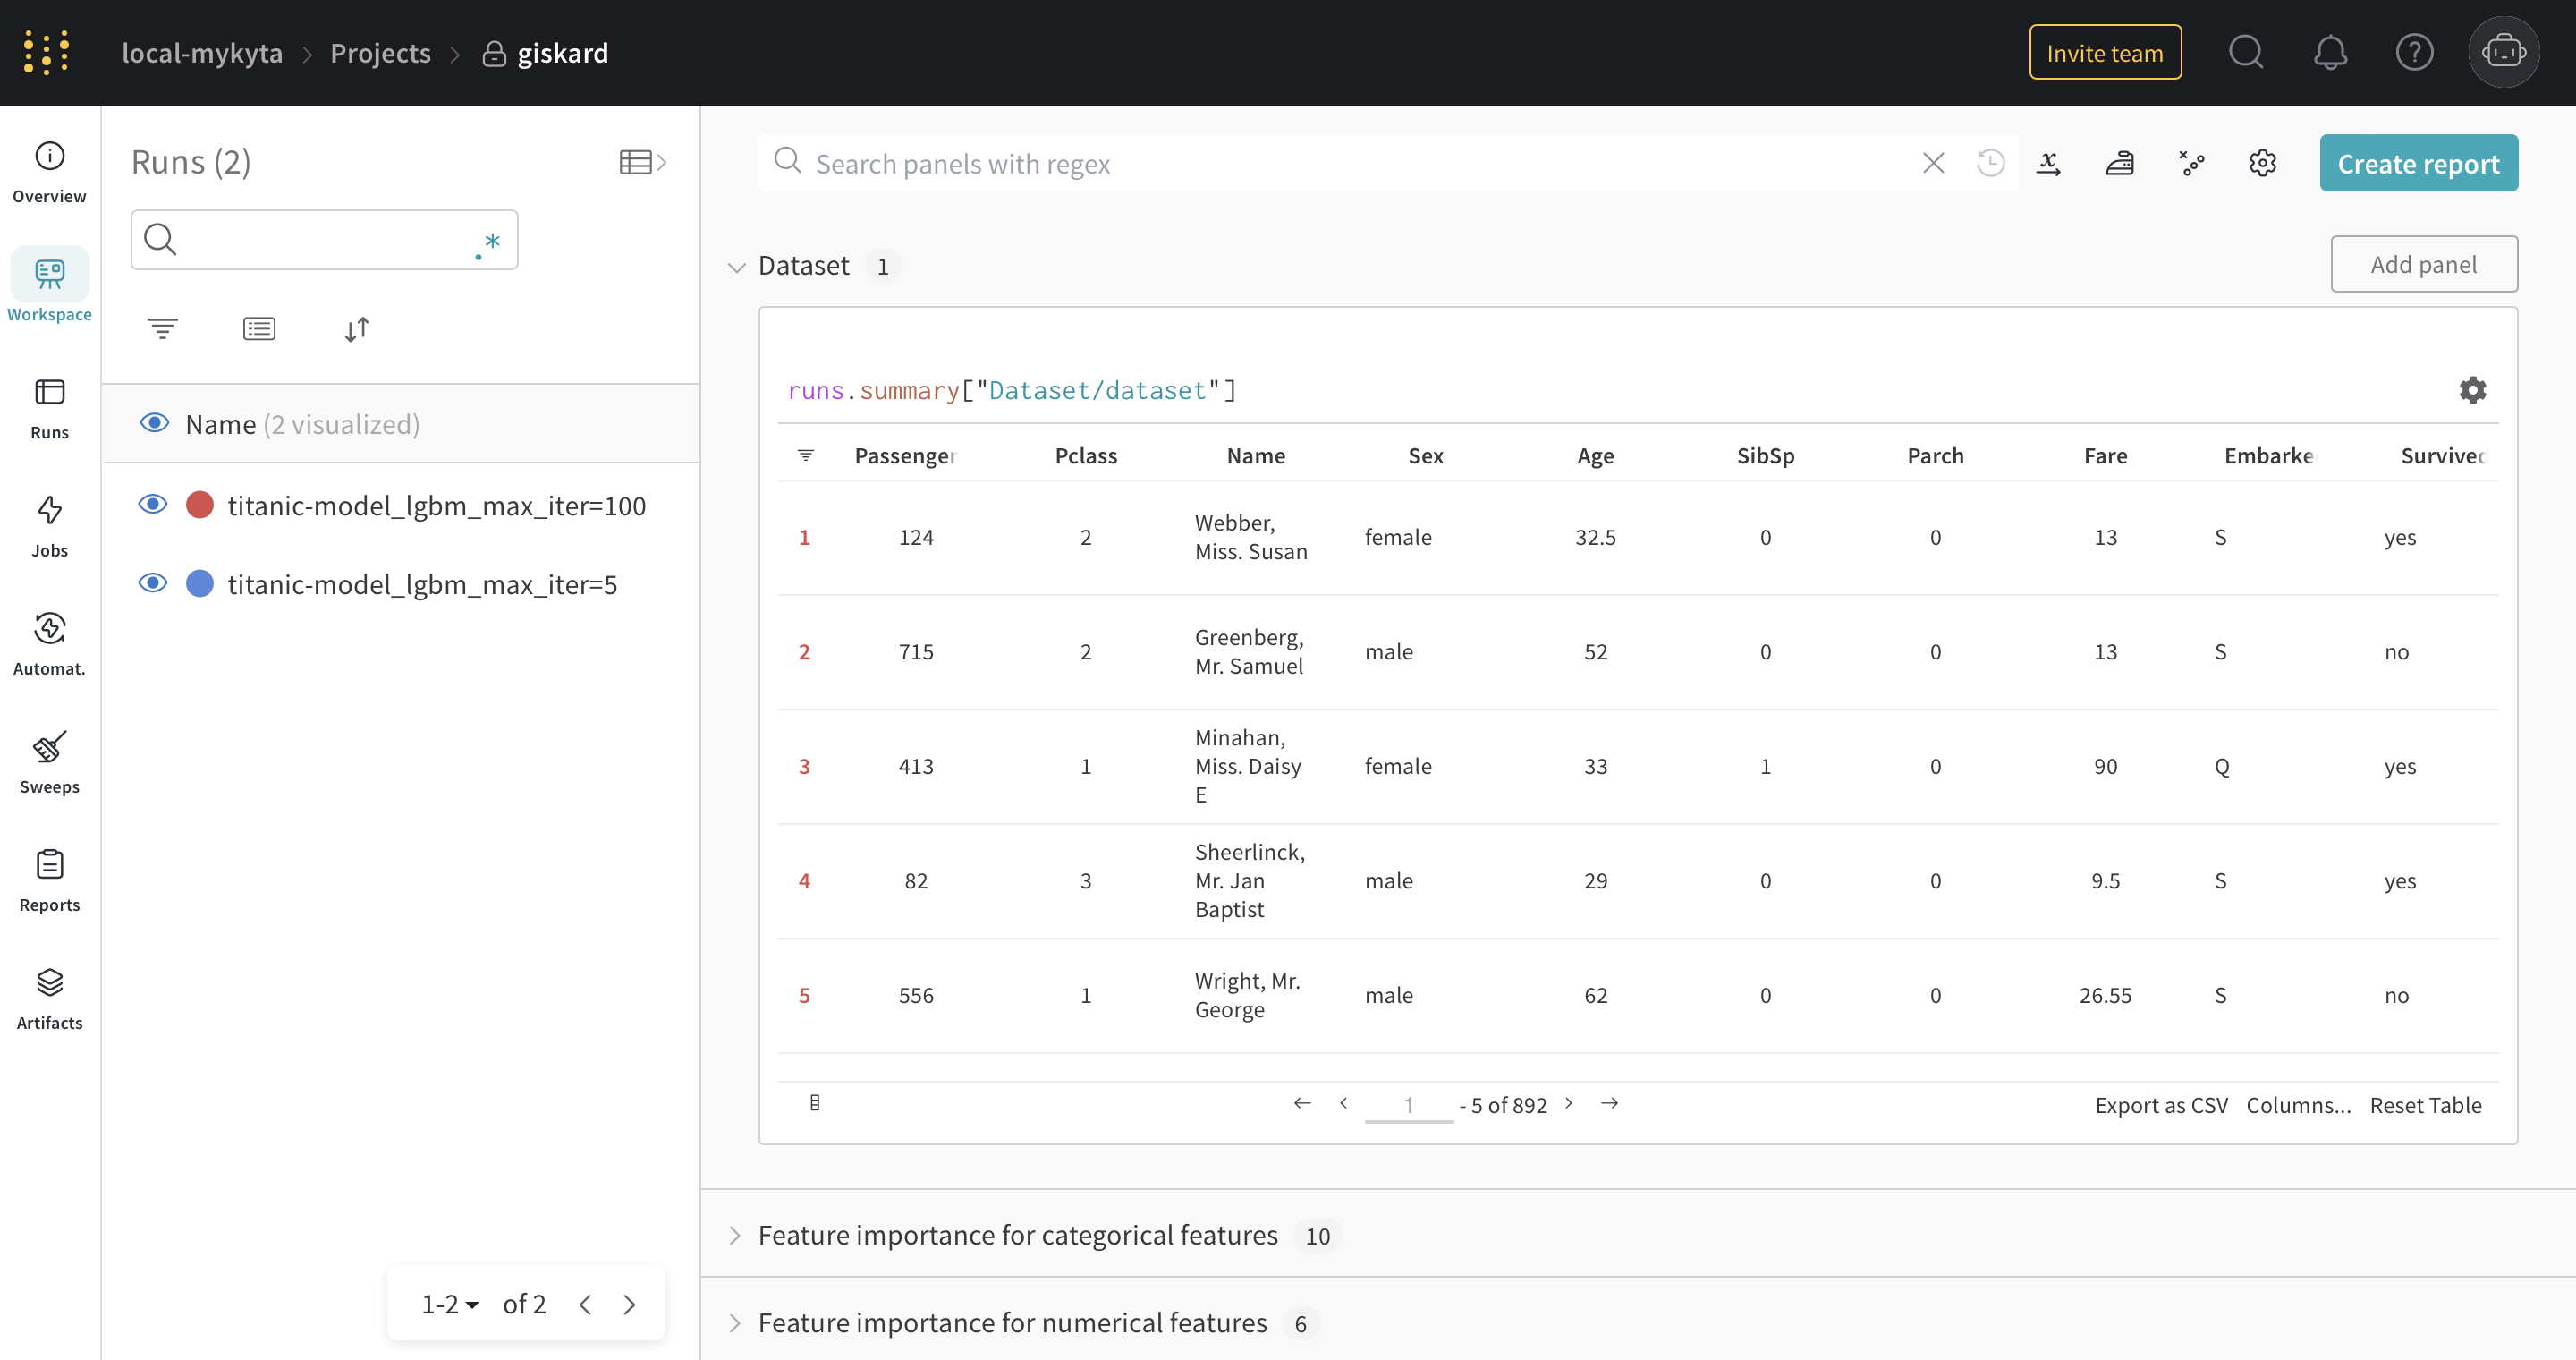 local-mykyta > Projects > giskard
Invite team
Overview
Workspace
Runs
Jobs
Automat.
Sweeps
Reports
Artifacts
Runs (2)
.*
Name (2 visualized)
titanic-model_lgbm_max_iter=100
titanic-model_lgbm_max_iter=5
1-2 of 2
Search panels with regex
Create report
Dataset 1
Add panel
runs.summary["Dataset/dataset"]
Passenger Pclass Name Sex Age SibSp Parch Fare Embarke Survived
1 124 2 Webber, Miss. Susan female 32.5 0 0 13 S yes
2 715 2 Greenberg, Mr. Samuel male 52 0 0 13 S no
3 413 1 Minahan, Miss. Daisy E female 33 1 0 90 Q yes
4 82 3 Sheerlinck, Mr. Jan Baptist male 29 0 0 9.5 S yes
5 556 1 Wright, Mr. George male 62 0 0 26.55 S no
1 - 5 of 892
Export as CSV Columns... Reset Table
Feature importance for categorical features 10
Feature importance for numerical features 6